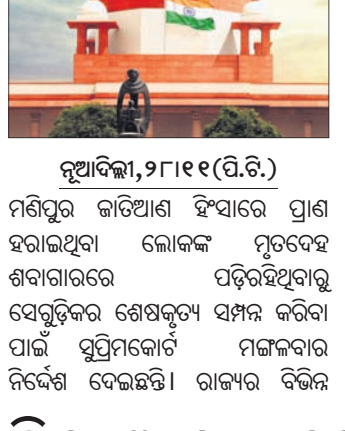 ନୂଆଦିଲ୍ଲୀ,୨୮।୧୧(ପି.ଟି.)
ମଣିପୁର ଜାତିଆଣ ହିଂସାରେ ପ୍ରାଣ
ହରାଇଥିବା ଲୋକଙ୍କ ମୃତଦେହ
ଶବାଗାରରେ ପଡ଼ିରହିଥିବାରୁ
ସେଗୁଡ଼ିକର ଶେଷକୃତ୍ୟ ସମ୍ପନ୍ନ କରିବା
ପାଇଁ ସୁପ୍ରିମକୋର୍ଟ ମଙ୍ଗଳବାର
ନିର୍ଦ୍ଦେଶ ଦେଇଛନ୍ତି। ରାଜ୍ୟର ବିଭିନ୍ନ